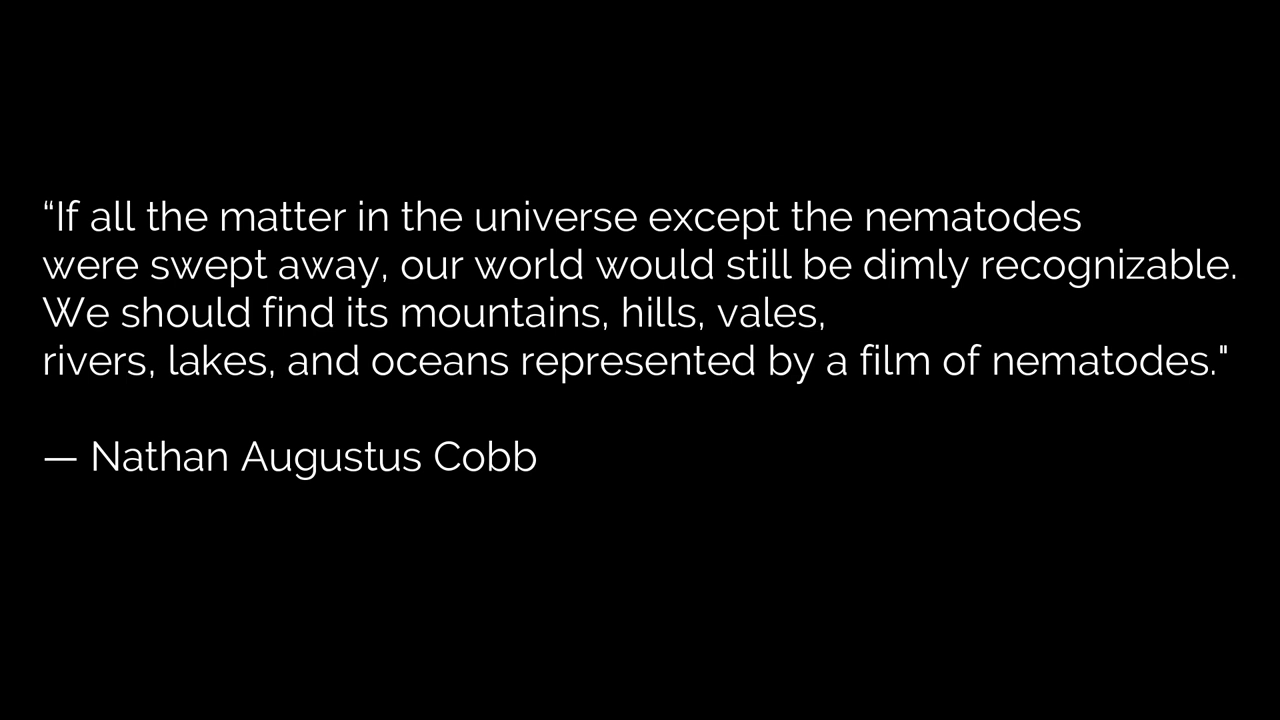 “If all the matter in the universe except the nematodes
were swept away, our world would still be dimly recognizable.
We should find its mountains, hills, vales,
rivers, lakes, and oceans represented by a film of nematodes."
— Nathan Augustus Cobb